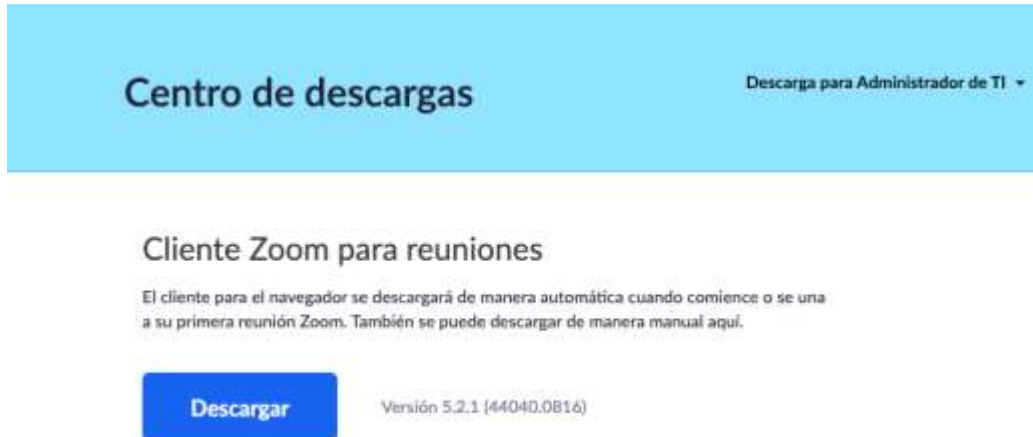 Centro de descargas
Descarga para Administrador de TI
Cliente Zoom para reuniones
El cliente para el navegador se descargará de manera automática cuando comience o se una
a su primera reunión Zoom. También se puede descargar de manera manual aquí.
Descargar
Versión 5.2.1 (44040.0816)